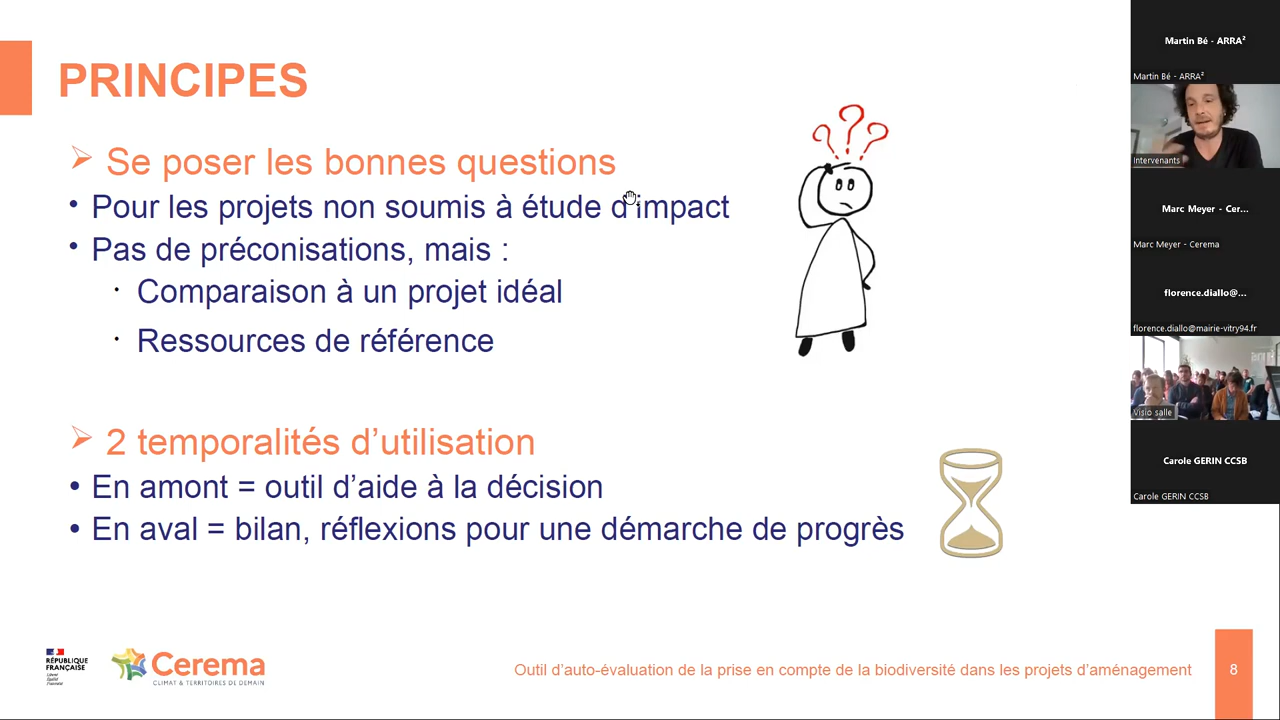 PRINCIPES
➢ Se poser les bonnes questions
• Pour les projets non soumis à étude d'impact
• Pas de préconisations, mais :
· Comparaison à un projet idéal
· Ressources de référence
➢ 2 temporalités d’utilisation
• En amont = outil d’aide à la décision
• En aval = bilan, réflexions pour une démarche de progrès
???
RÉPUBLIQUE
FRANÇAISE
Liberté
Égalité
Fraternité
Cerema
CLIMAT & TERRITOIRES DE DEMAIN
Outil d’auto-évaluation de la prise en compte de la biodiversité dans les projets d’aménagement
8
Martin Bé - ARRA²
Martin Bé - ARRA²
Intervenants
Marc Meyer - Cer...
Marc Meyer - Cerema
florence.diallo@...
florence.diallo@mairie-vitry94.fr
Visio salle
Carole GERIN CCSB
Carole GERIN CCSB